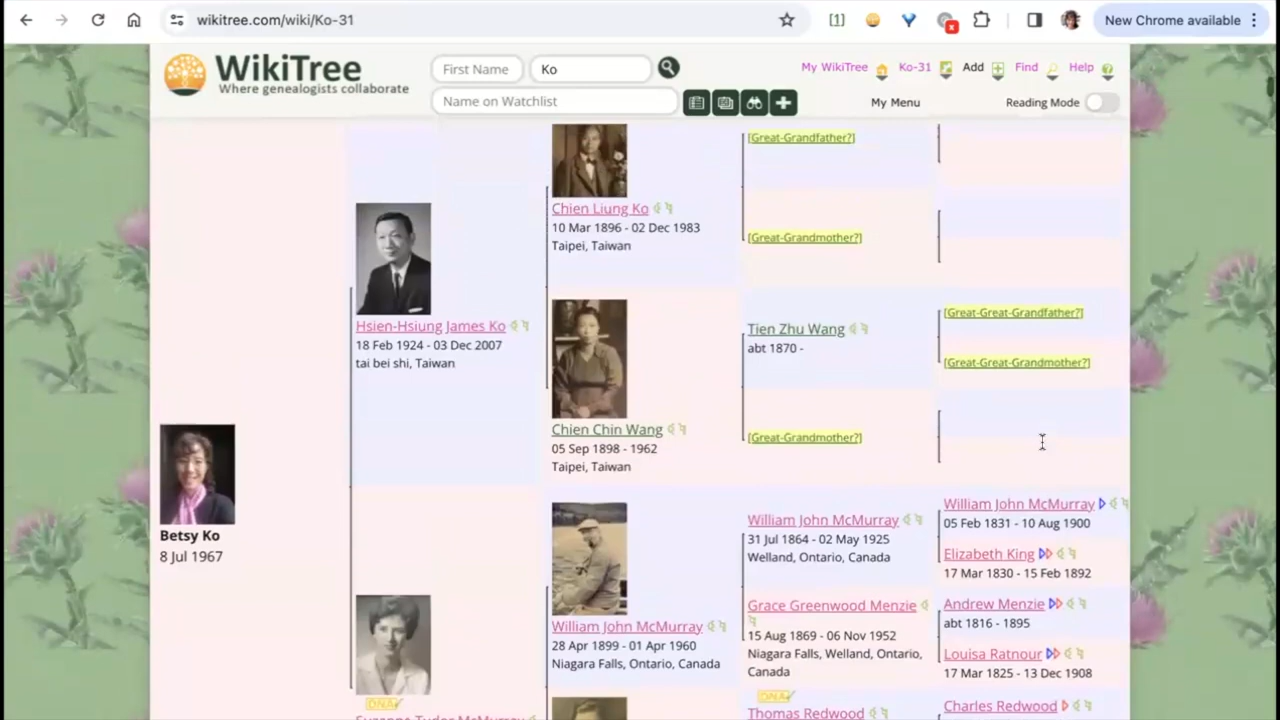 wikitree.com/wiki/Ko-31
[1]
New Chrome available
WikiTree
Where genealogists collaborate
First Name
Ko
Name on Watchlist
My WikiTree
Ko-31
Add
Find
Help
My Menu
Reading Mode
[Great-Grandfather?]
Chien Liung Ko
10 Mar 1896 - 02 Dec 1983
Taipei, Taiwan
[Great-Grandmother?]
Hsien-Hsiung James Ko
18 Feb 1924 - 03 Dec 2007
tai bei shi, Taiwan
Tien Zhu Wang
abt 1870 -
[Great-Great-Grandfather?]
[Great-Great-Grandmother?]
Chien Chin Wang
05 Sep 1898 - 1962
Taipei, Taiwan
[Great-Grandmother?]
Betsy Ko
8 Jul 1967
William John McMurray
31 Jul 1864 - 02 May 1925
Welland, Ontario, Canada
William John McMurray
05 Feb 1831 - 10 Aug 1900
Elizabeth King
17 Mar 1830 - 15 Feb 1892
William John McMurray
28 Apr 1899 - 01 Apr 1960
Niagara Falls, Ontario, Canada
Grace Greenwood Menzie
15 Aug 1869 - 06 Nov 1952
Niagara Falls, Welland, Ontario,
Canada
Andrew Menzie
abt 1816 - 1895
Louisa Ratnour
17 Mar 1825 - 13 Dec 1908
DNA
Suzanne Tudor McMurray
DNA
Thomas Redwood
Charles Redwood